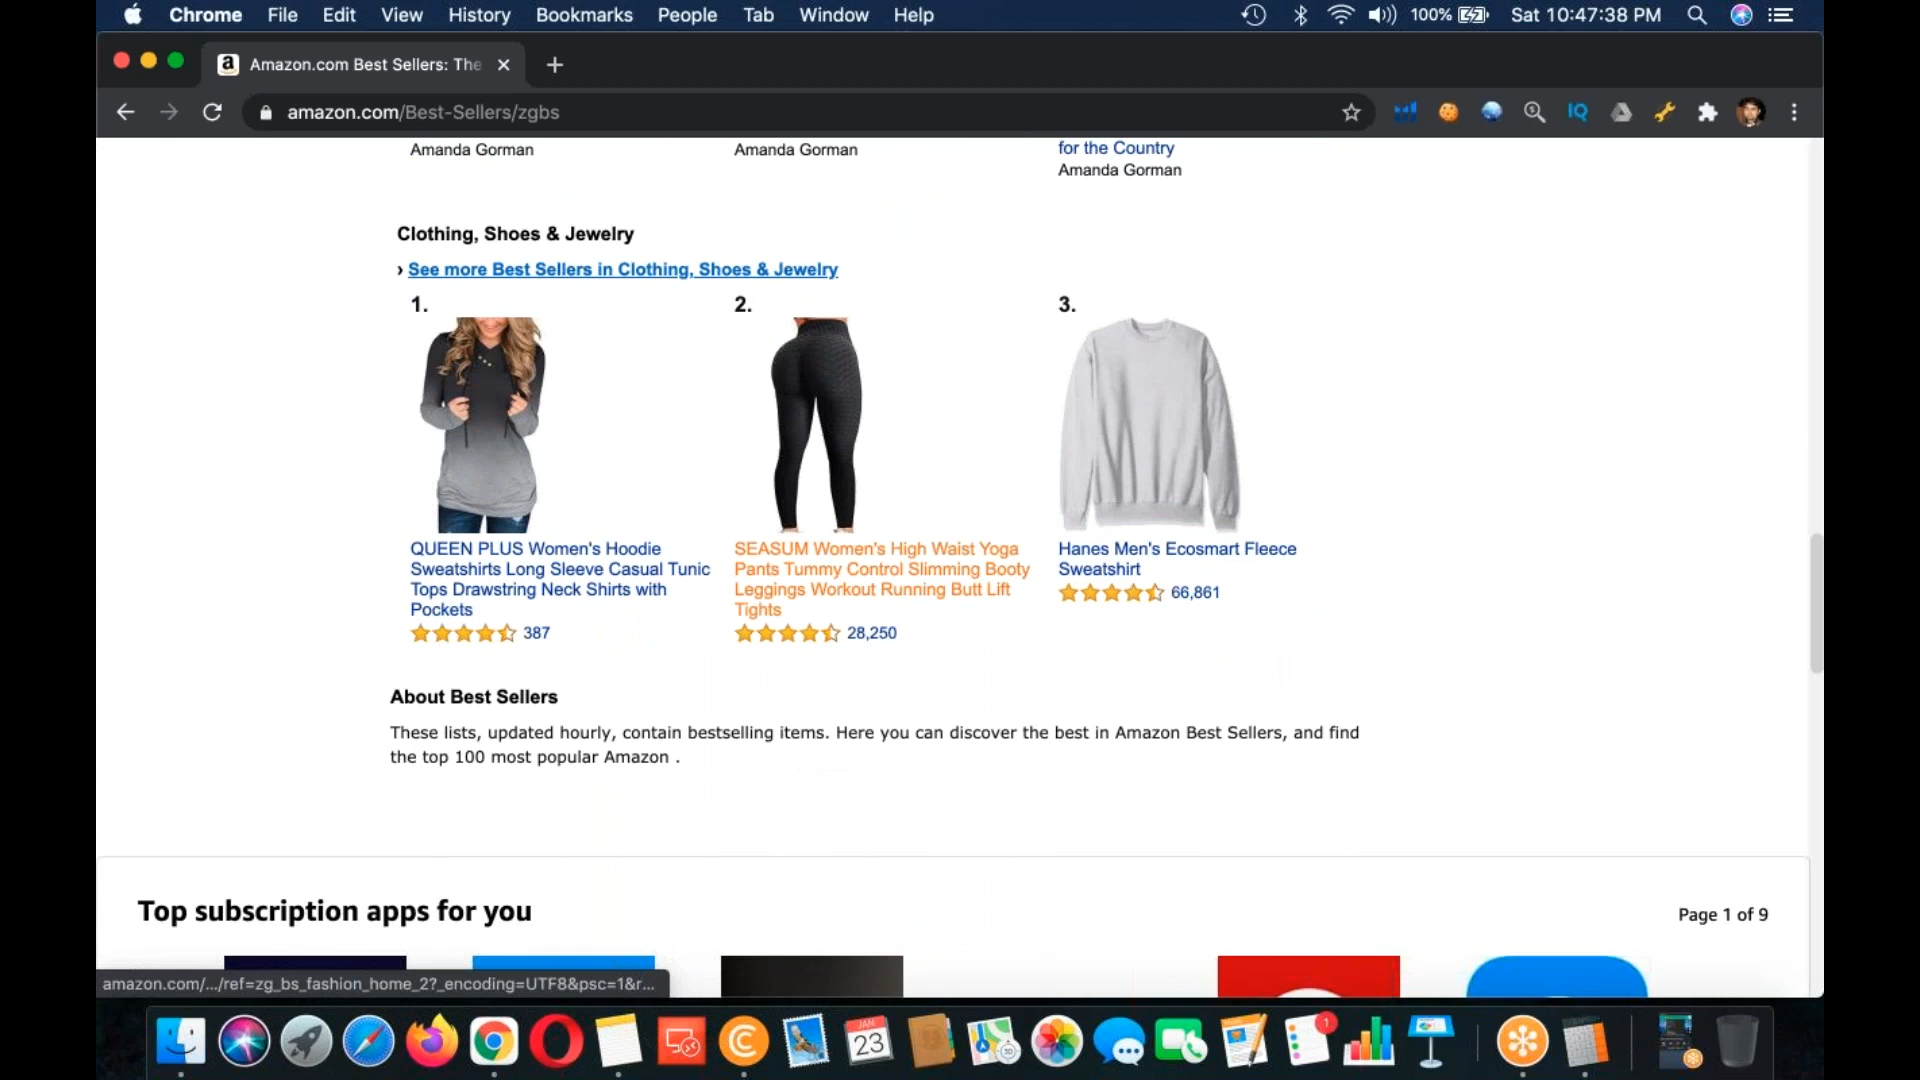 Chrome File Edit View History Bookmarks People Tab Window Help 100% Sat 10:47:38 PM
Amazon.com Best Sellers: The
amazon.com/Best-Sellers/zgbs IQ
Amanda Gorman
Amanda Gorman
for the Country
Amanda Gorman
Clothing, Shoes & Jewelry
› See more Best Sellers in Clothing, Shoes & Jewelry
1.
2.
3.
QUEEN PLUS Women's Hoodie
Sweatshirts Long Sleeve Casual Tunic
Tops Drawstring Neck Shirts with
Pockets
387
SEASUM Women's High Waist Yoga
Pants Tummy Control Slimming Booty
Leggings Workout Running Butt Lift
Tights
28,250
Hanes Men's Ecosmart Fleece
Sweatshirt
66,861
About Best Sellers
These lists, updated hourly, contain bestselling items. Here you can discover the best in Amazon Best Sellers, and find
the top 100 most popular Amazon .
Top subscription apps for you
Page 1 of 9
amazon.com/.../ref=zg_bs_fashion_home_2?_encoding=UTF8&psc=1&r...
JAN
23
1